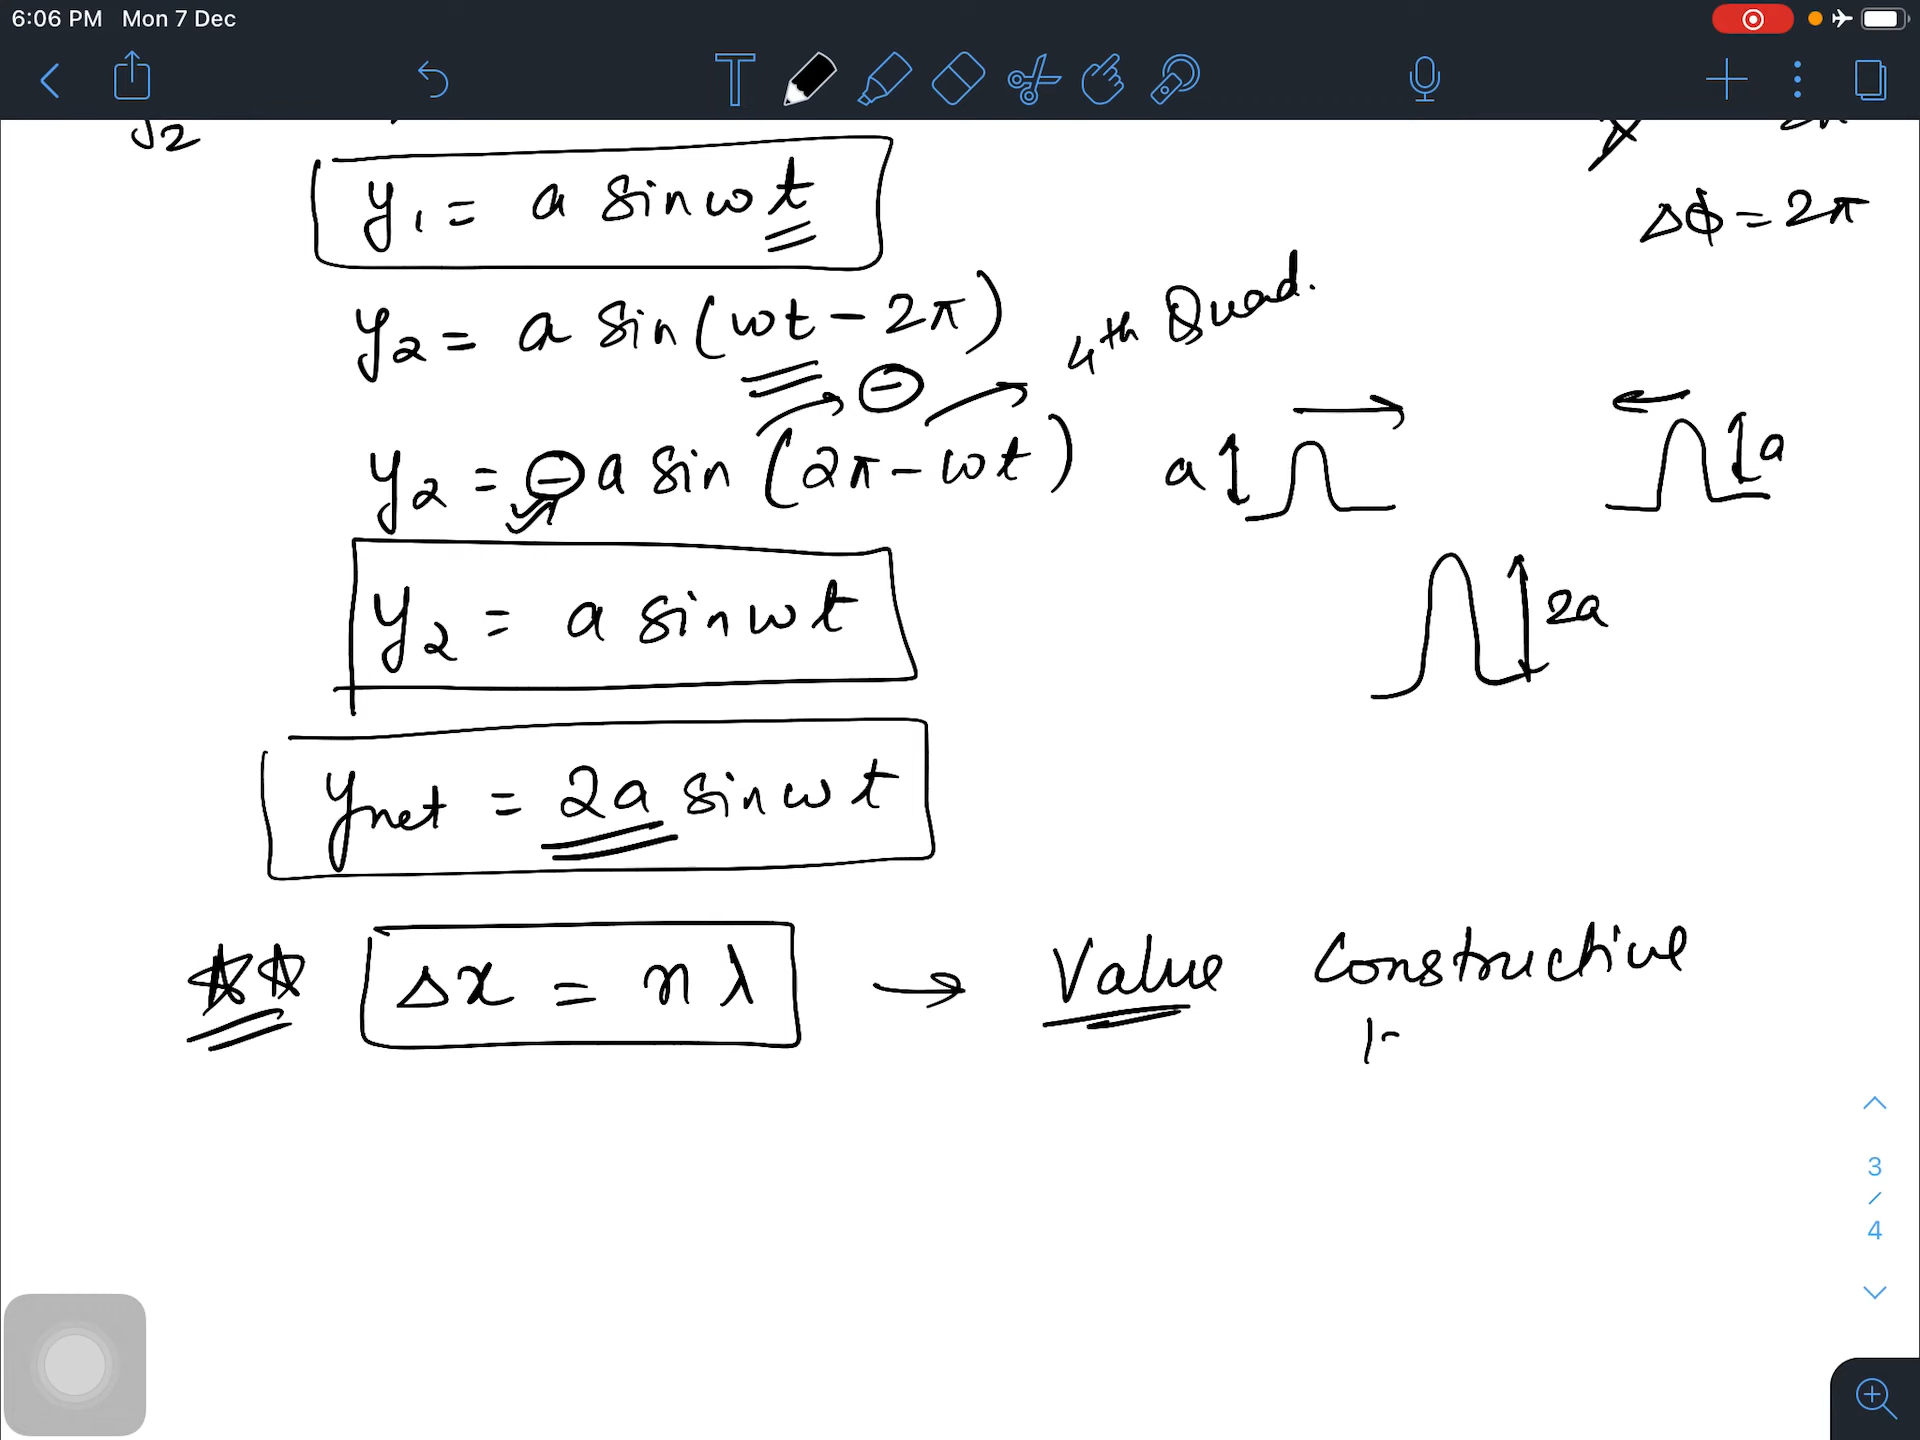 6:06 PM Mon 7 Dec
y2
y1 = a sin ωt
Δϕ = 2π
y2 = a sin (ωt − 2π)
4th Quad.
−
y2 = − a sin (2π − ωt)
a
a
y2 = a sin ωt
2a
ynet = 2a sin ωt
Δx = nλ → Value Constructive
3
/
4